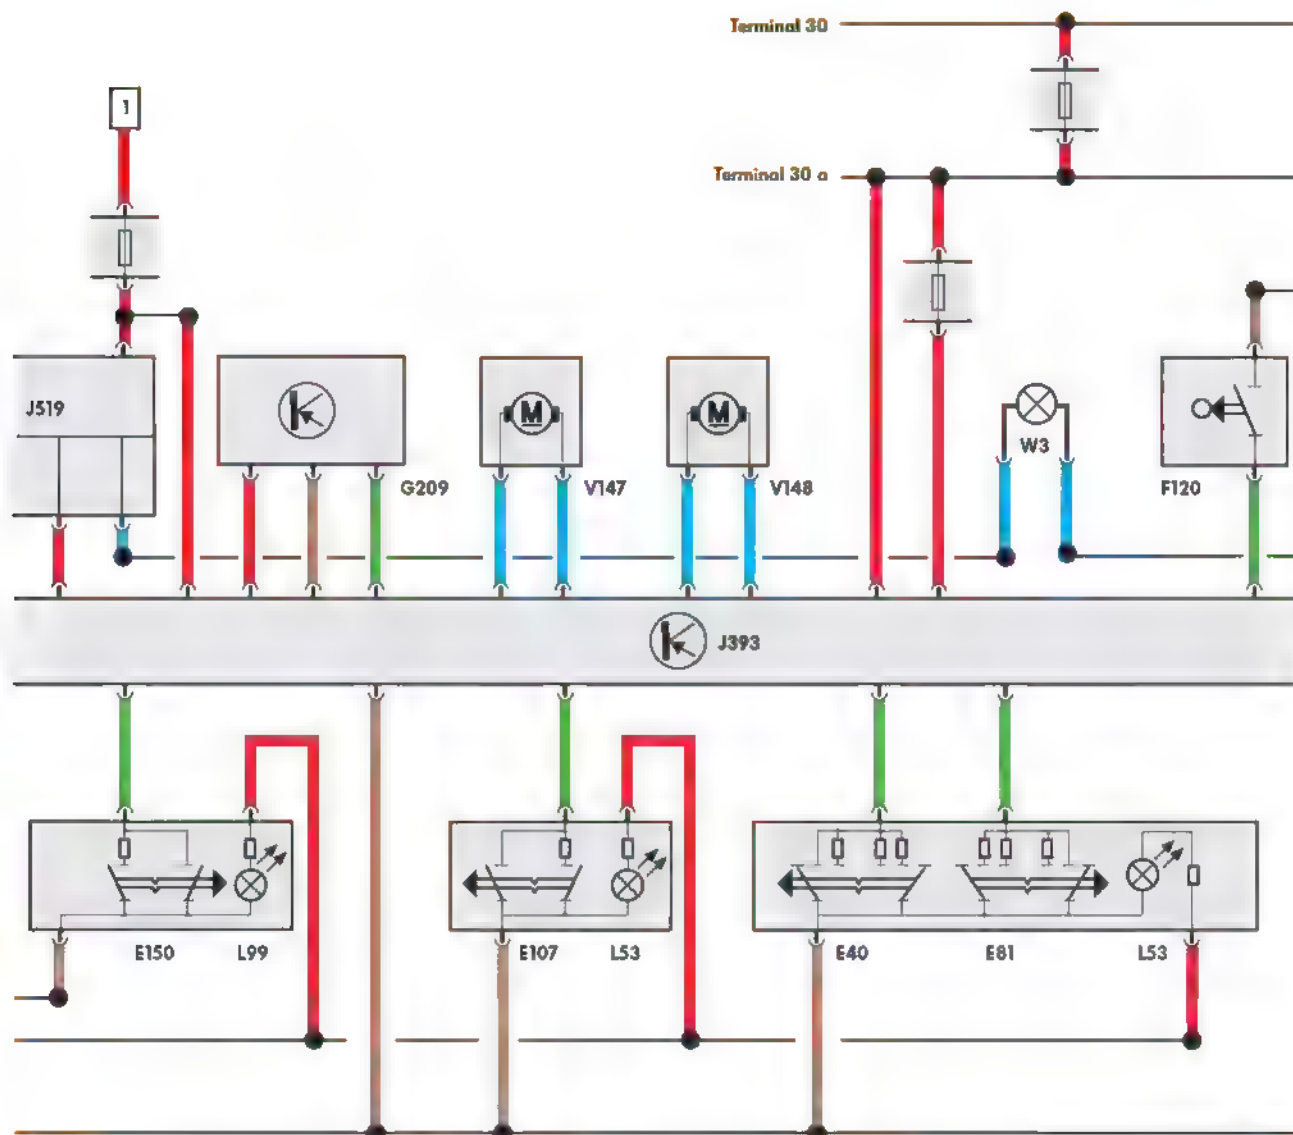 Terminal 30
1
Terminal 30 a
J519
M
M
W3
G209
V147
V148
F120
J393
E150
L99
E107
L53
E40
E81
L53